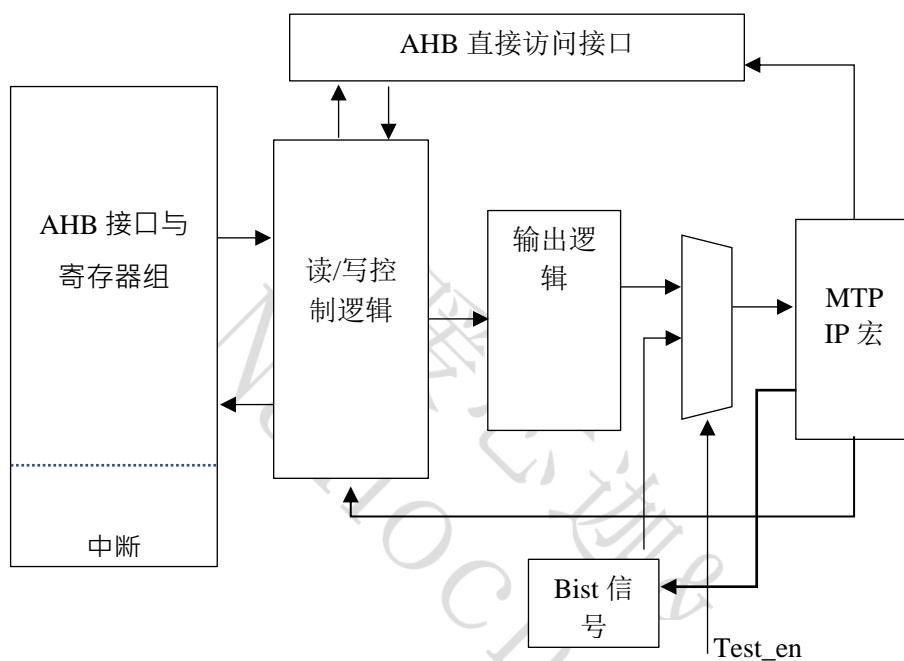 AHB 直接访问接口
AHB 接口与
寄存器组
中断
读/写控
制逻辑
输出逻
辑
MTP
IP 宏
Bist 信
号
Test_en